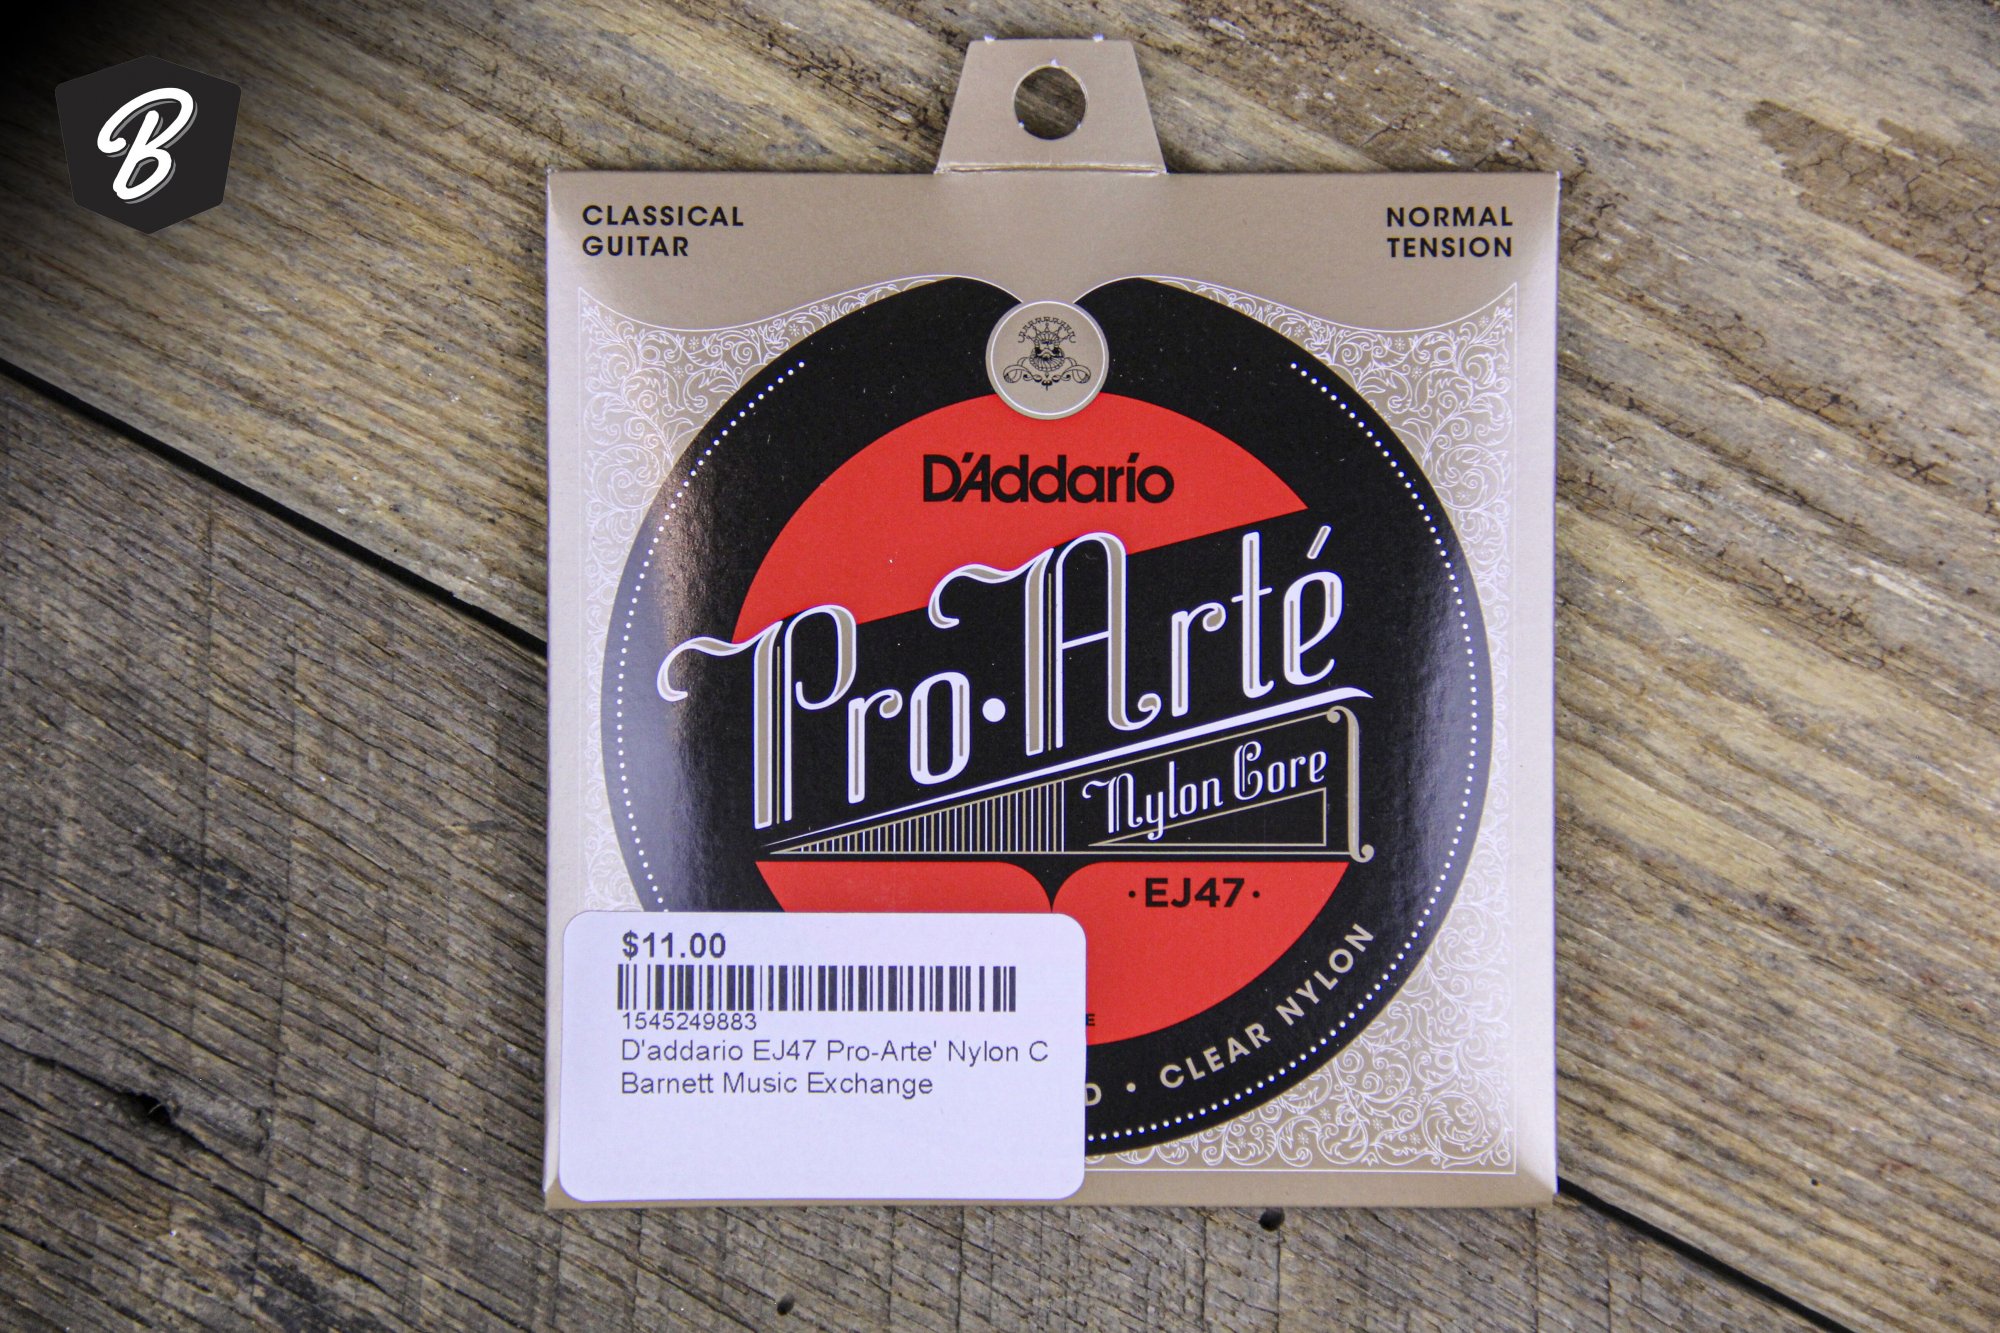 B
CLASSICAL
GUITAR
NORMAL
TENSION
D'Addario
Pro·Arté
Nylon Core
·EJ47·
$11.00
1545249883
D'addario EJ47 Pro-Arte' Nylon C
Barnett Music Exchange
E
D • CLEAR NYLON